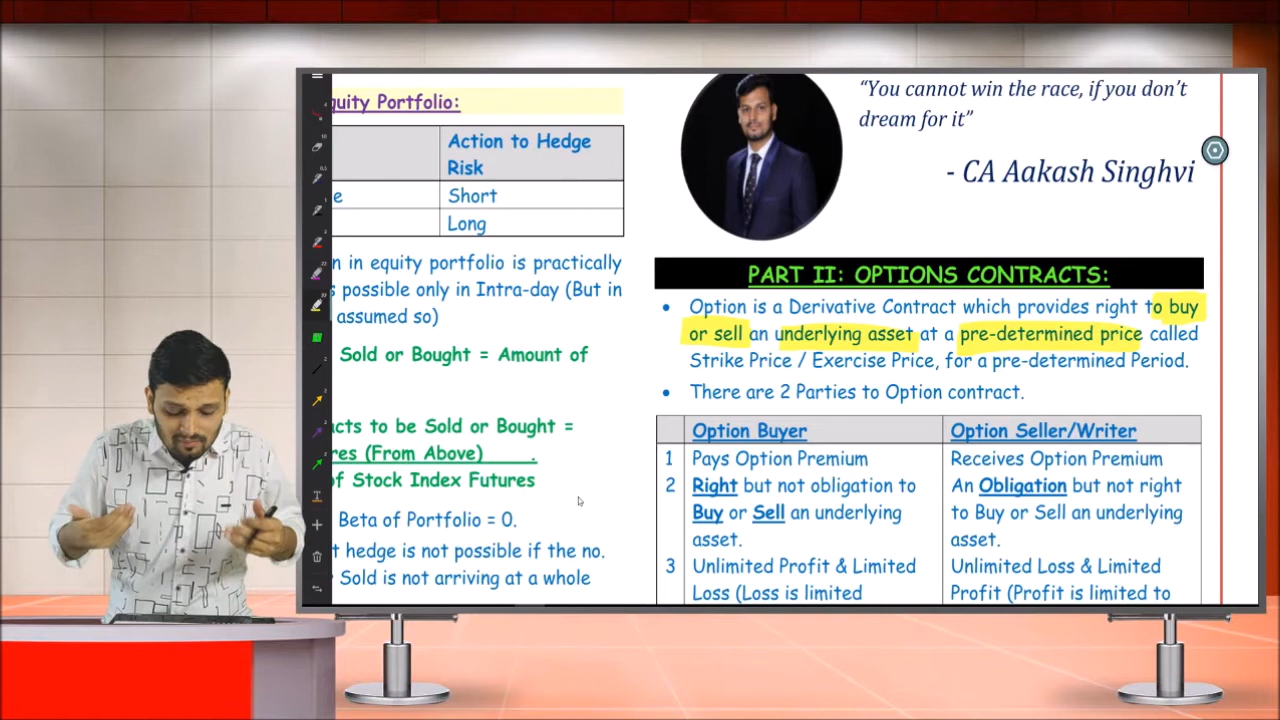 quity Portfolio:
Action to Hedge
Risk
e
Short
Long
n in equity portfolio is practically
s possible only in Intra-day (But in
assumed so)
Sold or Bought = Amount of
cts to be Sold or Bought =
res (From Above) .
of Stock Index Futures
Beta of Portfolio = 0.
t hedge is not possible if the no.
Sold is not arriving at a whole
“You cannot win the race, if you don’t
dream for it”
- CA Aakash Singhvi
PART II: OPTIONS CONTRACTS:
• Option is a Derivative Contract which provides right to buy
or sell an underlying asset at a pre-determined price called
Strike Price / Exercise Price, for a pre-determined Period.
• There are 2 Parties to Option contract.
Option Buyer Option Seller/Writer
1 Pays Option Premium Receives Option Premium
2 Right but not obligation to An Obligation but not right
Buy or Sell an underlying to Buy or Sell an underlying
asset. asset.
3 Unlimited Profit & Limited Unlimited Loss & Limited
Loss (Loss is limited Profit (Profit is limited to